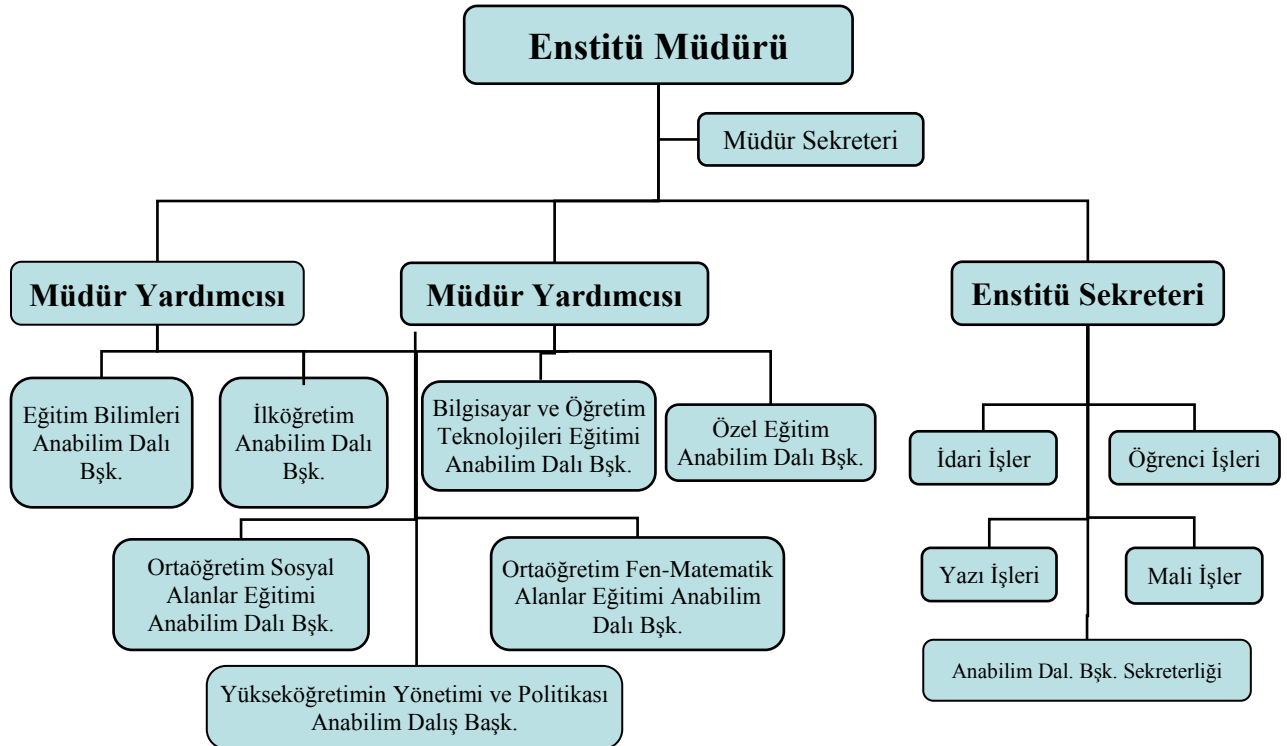 Enstitü Müdürü
Müdür Sekreteri
Müdür Yardımcısı
Müdür Yardımcısı
Enstitü Sekreteri
Eğitim Bilimleri
Anabilim Dalı
Bşk.
İlköğretim
Anabilim Dalı
Bşk.
Bilgisayar ve Öğretim
Teknolojileri Eğitimi
Anabilim Dalı Bşk.
Özel Eğitim
Anabilim Dalı Bşk.
İdari İşler
Öğrenci İşleri
Ortaöğretim Sosyal
Alanlar Eğitimi
Anabilim Dalı Bşk.
Ortaöğretim Fen-Matematik
Alanlar Eğitimi Anabilim
Dalı Bşk.
Yazı İşleri
Mali İşler
Yükseköğretimin Yönetimi ve Politikası
Anabilim Dalış Başk.
Anabilim Dal. Bşk. Sekreterliği